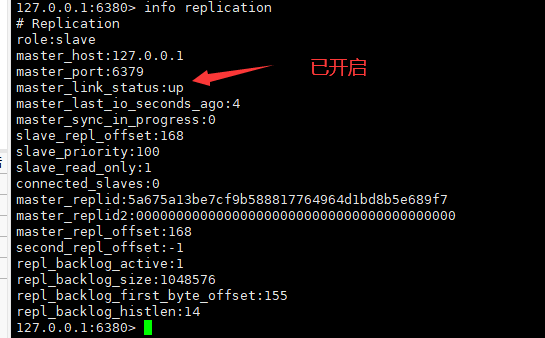 127.0.0.1:6380> info replication
# Replication
role:slave
master_host:127.0.0.1
master_port:6379
master_link_status:up
已开启
master_last_io_seconds_ago:4
master_sync_in_progress:0
slave_repl_offset:168
slave_priority:100
slave_read_only:1
connected_slaves:0
master_replid:5a675a13be7cf9b588817764964d1bd8b5e689f7
master_replid2:0000000000000000000000000000000000000000
master_repl_offset:168
second_repl_offset:-1
repl_backlog_active:1
repl_backlog_size:1048576
repl_backlog_first_byte_offset:155
repl_backlog_histlen:14
127.0.0.1:6380>